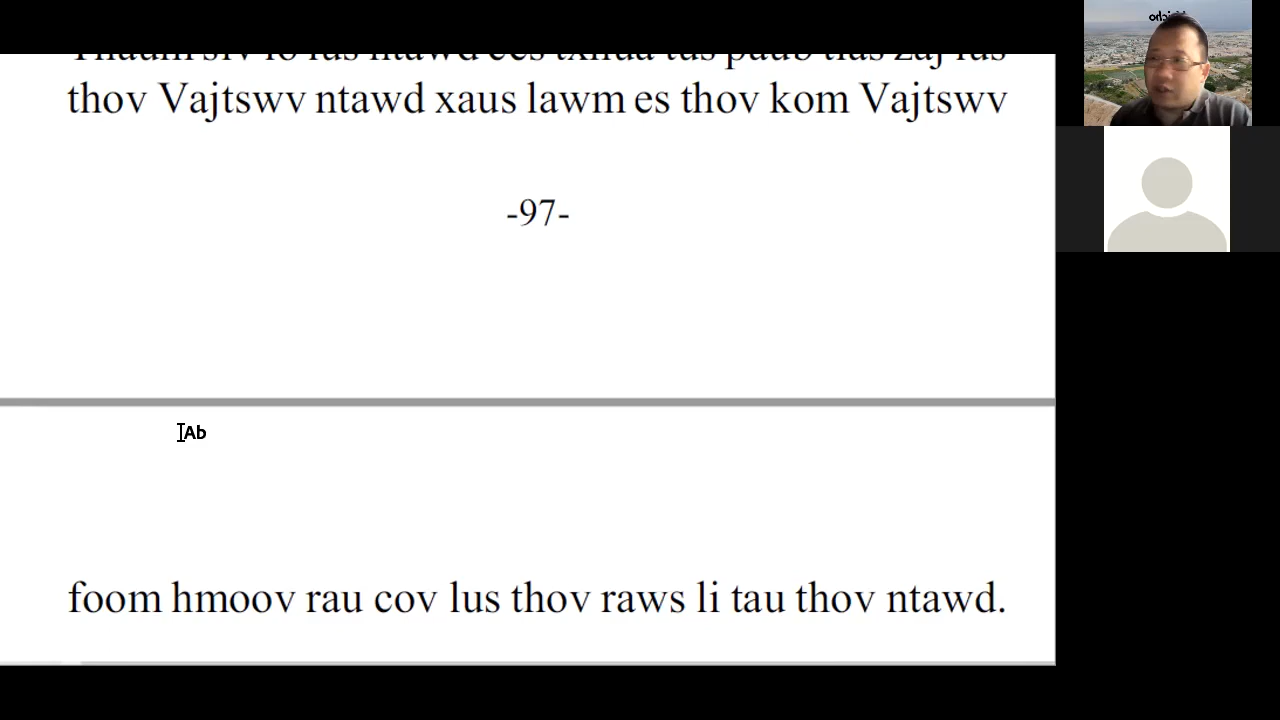 thov Vajtswv ntawd xaus lawm es thov kom Vajtswv
-97-
Ab
foom hmoov rau cov lus thov raws li tau thov ntawd.